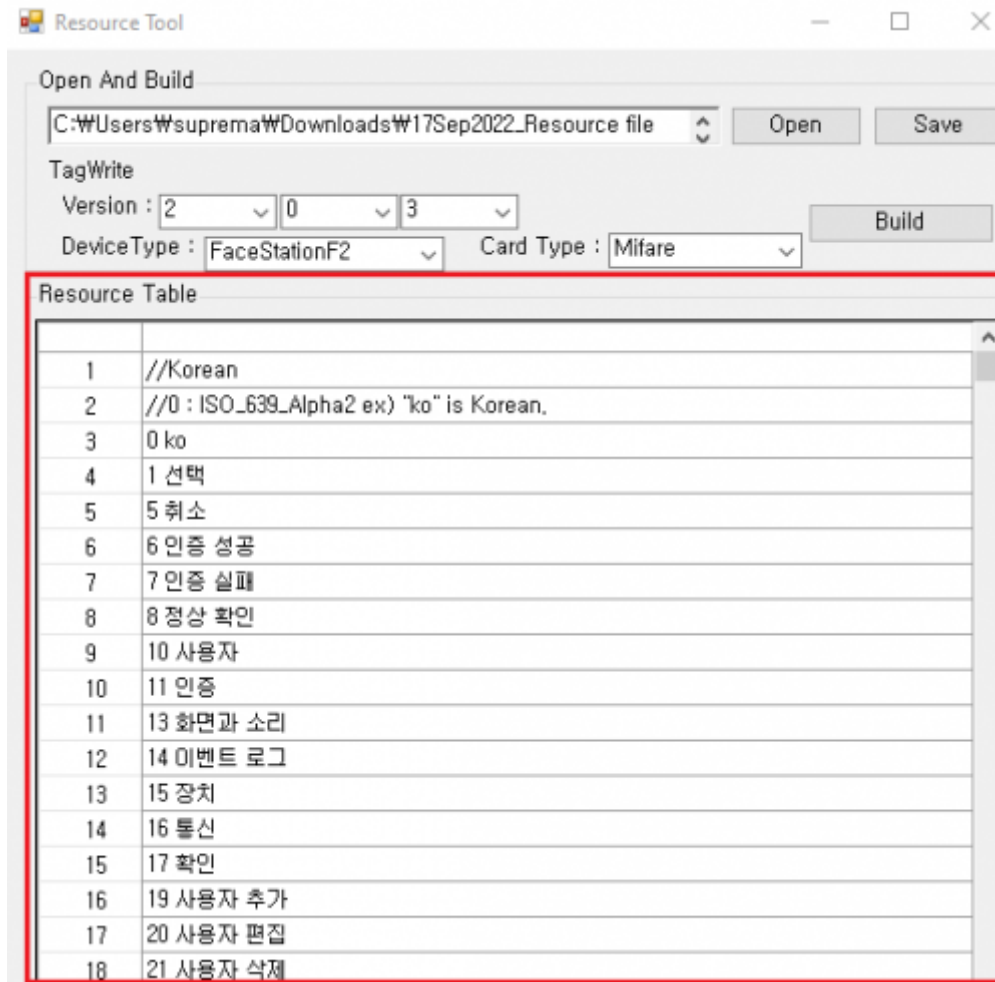 Resource Tool
Open And Build
C:₩Users₩suprema₩Downloads₩17Sep2022_Resource file
Open
Save
TagWrite
Version : 2 0 3
Build
DeviceType : FaceStationF2 Card Type : Mifare
Resource Table
1 //Korean
2 //0 : ISO_639_Alpha2 ex) "ko" is Korean.
3 0 ko
4 1 선택
5 5 취소
6 6 인증 성공
7 7 인증 실패
8 8 정상 확인
9 10 사용자
10 11 인증
11 13 화면과 소리
12 14 이벤트 로그
13 15 장치
14 16 통신
15 17 확인
16 19 사용자 추가
17 20 사용자 편집
18 21 사용자 삭제